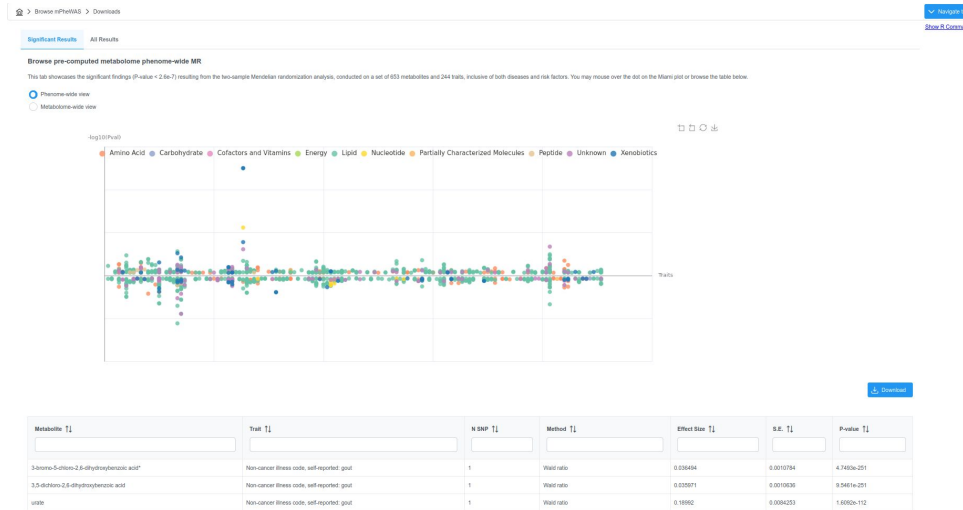 Browse mPheWAS > Downloads
Navigate
Show R Comm
Significant Results All Results
Browse pre-computed metabolome phenome-wide MR
This tab showcases the significant findings (P-value < 2.6e-7) resulting from the two-sample Mendelian randomization analysis, conducted on a set of 653 metabolites and 244 traits, inclusive of both diseases and risk factors. You may mouse over the dot on the Miami plot or browse the table below.
Phenome-wide view
Metabolome-wide view
-log10(Pval)
Amino Acid Carbohydrate Cofactors and Vitamins Energy Lipid Nucleotide Partially Characterized Molecules Peptide Unknown Xenobiotics
Traits
Download
Metabolite Trait N SNP Method Effect Size S.E. P-value
3-bromo-5-chloro-2,6-dihydroxybenzoic acid* Non-cancer illness code, self-reported: gout 1 Wald ratio 0.036494 0.0010784 4.7493e-251
3,5-dichloro-2,6-dihydroxybenzoic acid Non-cancer illness code, self-reported: gout 1 Wald ratio 0.035971 0.0010636 9.5461e-251
urate Non-cancer illness code, self-reported: gout 1 Wald ratio 0.18992 0.0084253 1.6092e-112